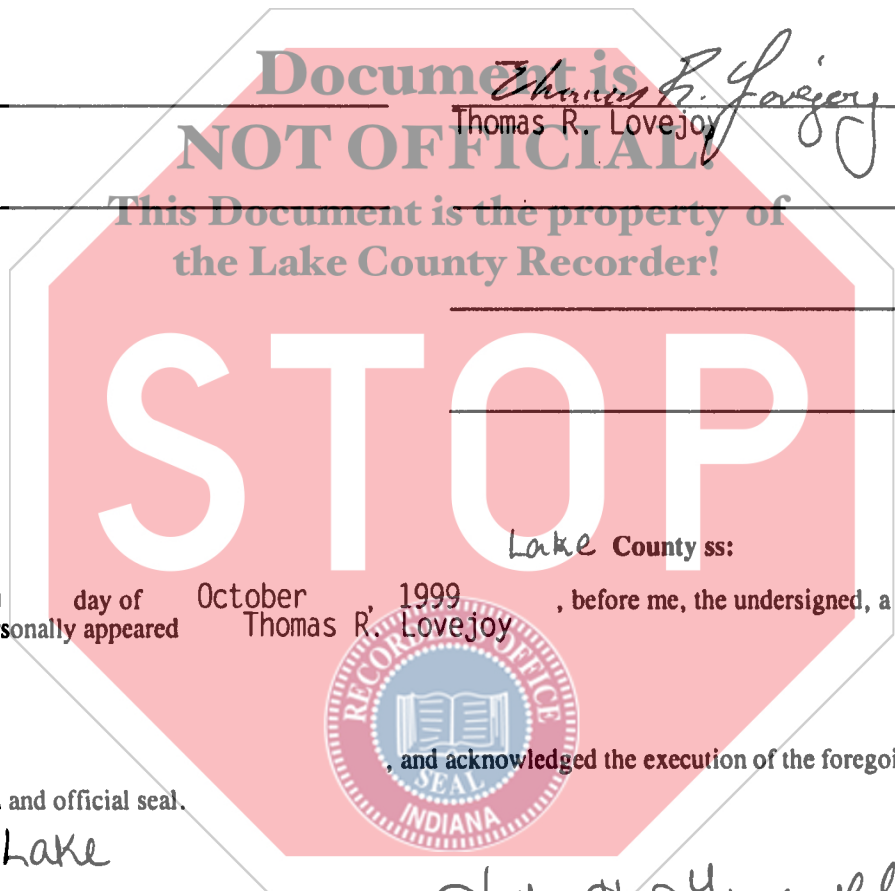 Document is
Thomas R. Lovejoy
Thomas R. Lovejoy
NOT OFFICIAL!
This Document is the property of
the Lake County Recorder!
STOP
Lake County ss:
day of October, 1999, before me, the undersigned, a
sonally appeared Thomas R. Lovejoy
RECORDER'S OFFICE
, and acknowledged the execution of the foregoi
SEAL
and official seal.
INDIANA
Lake